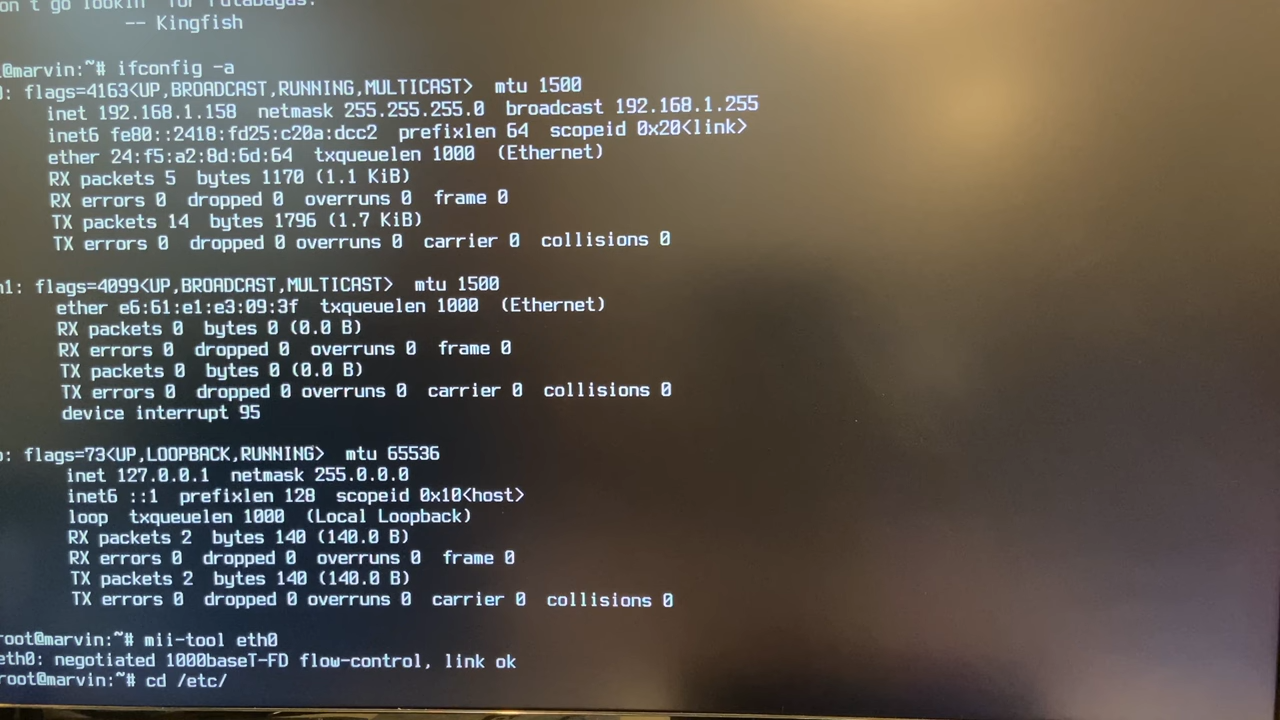 on't go lookin' for rutabagas.
-- Kingfish
@marvin:~# ifconfig -a
: flags=4163<UP,BROADCAST,RUNNING,MULTICAST>  mtu 1500
inet 192.168.1.158  netmask 255.255.255.0  broadcast 192.168.1.255
inet6 fe80::2418:fd25:c20a:dcc2  prefixlen 64  scopeid 0x20<link>
ether 24:f5:a2:8d:6d:64  txqueuelen 1000  (Ethernet)
RX packets 5  bytes 1170 (1.1 KiB)
RX errors 0  dropped 0  overruns 0  frame 0
TX packets 14  bytes 1796 (1.7 KiB)
TX errors 0  dropped 0 overruns 0  carrier 0  collisions 0
1: flags=4099<UP,BROADCAST,MULTICAST>  mtu 1500
ether e6:61:e1:e3:09:3f  txqueuelen 1000  (Ethernet)
RX packets 0  bytes 0 (0.0 B)
RX errors 0  dropped 0  overruns 0  frame 0
TX packets 0  bytes 0 (0.0 B)
TX errors 0  dropped 0 overruns 0  carrier 0  collisions 0
device interrupt 95
: flags=73<UP,LOOPBACK,RUNNING>  mtu 65536
inet 127.0.0.1  netmask 255.0.0.0
inet6 ::1  prefixlen 128  scopeid 0x10<host>
loop  txqueuelen 1000  (Local Loopback)
RX packets 2  bytes 140 (140.0 B)
RX errors 0  dropped 0  overruns 0  frame 0
TX packets 2  bytes 140 (140.0 B)
TX errors 0  dropped 0 overruns 0  carrier 0  collisions 0
root@marvin:~# mii-tool eth0
eth0: negotiated 1000baseT-FD flow-control, link ok
root@marvin:~# cd /etc/